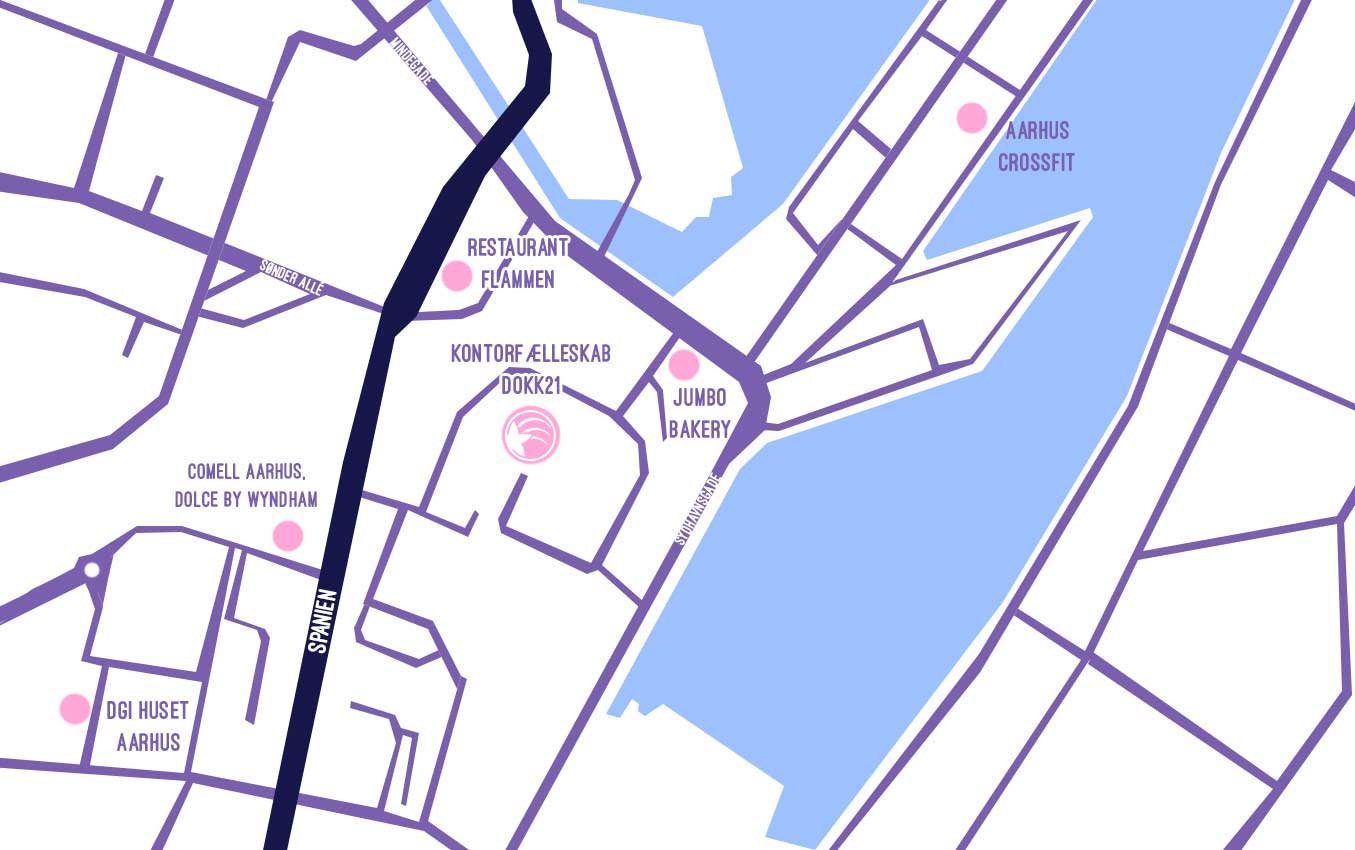 MINDEGADE
AARHUS
CROSSFIT
RESTAURANT
FLAMMEN
SØNDER ALLÉ
KONTORFÆLLESKAB
DOKK21
JUMBO
BAKERY
COMELL AARHUS,
DOLCE BY WYNDHAM
SYDHAVNSGADE
SPANIEN
DGI HUSET
AARHUS